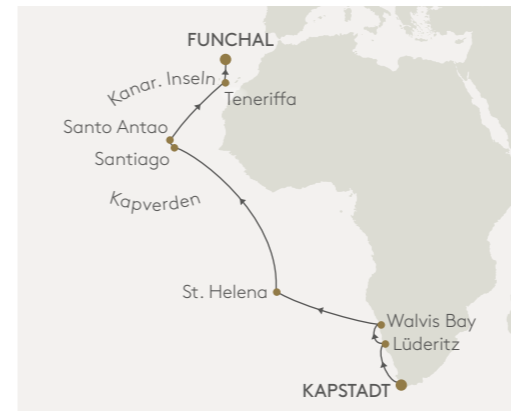 FUNCHAL
Kanar. Inseln
Teneriffa
Santo Antao
Santiago
Kapverden
St. Helena
Walvis Bay
Lüderitz
KAPSTADT